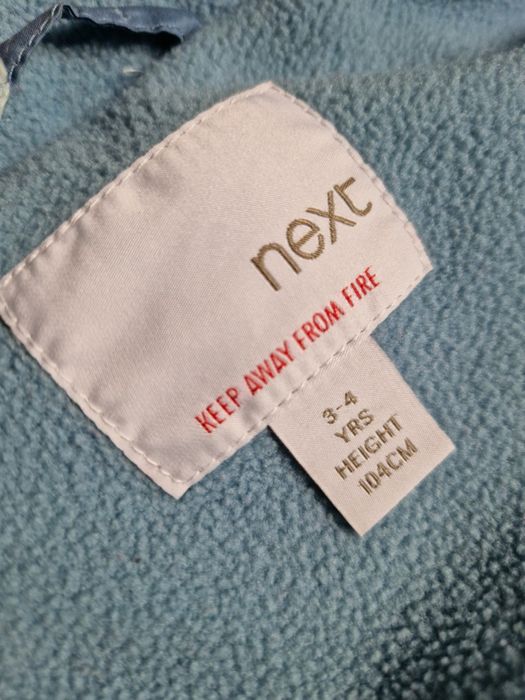 next
KEEP AWAY FROM FIRE
3-4
YRS
HEIGHT
104CM